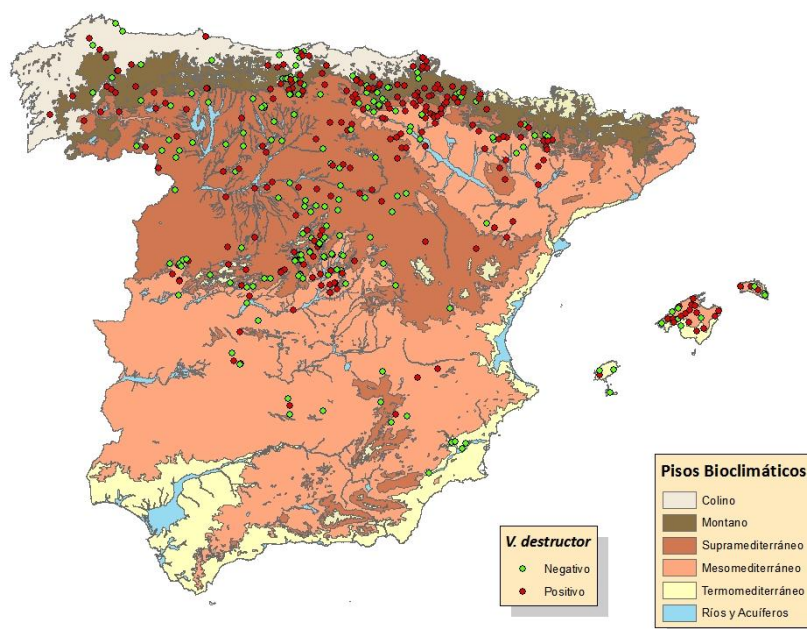 Pisos Bioclimáticos
Colino
Montano
Supramediterráneo
Mesomediterráneo
Termomediterráneo
Ríos y Acuíferos
V. destructor
Negativo
Positivo